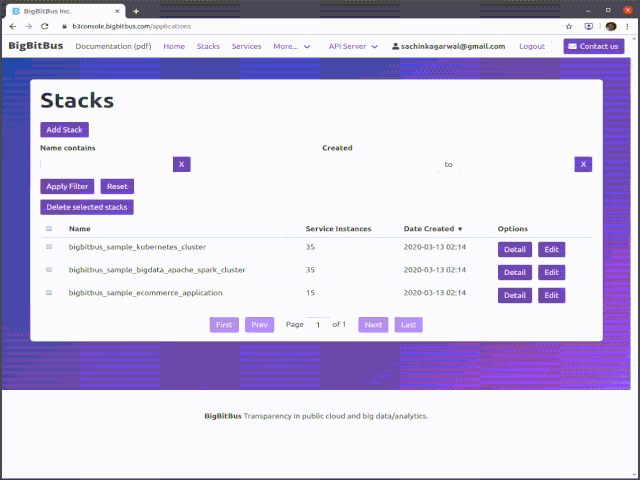 BigBitBus Inc.
b3console.bigbitbus.com/applications
BigBitBus Documentation (pdf) Home Stacks Services More... API Server sachinkagarwal@gmail.com Logout Contact us
Stacks
Add Stack
Name contains Created
X to X
Apply Filter Reset
Delete selected stacks
Name Service Instances Date Created ▼ Options
bigbitbus_sample_kubernetes_cluster 35 2020-03-13 02:14 Detail Edit
bigbitbus_sample_bigdata_apache_spark_cluster 35 2020-03-13 02:14 Detail Edit
bigbitbus_sample_ecommerce_application 15 2020-03-13 02:14 Detail Edit
First Prev Page 1 of 1 Next Last
BigBitBus Transparency in public cloud and big data/analytics.